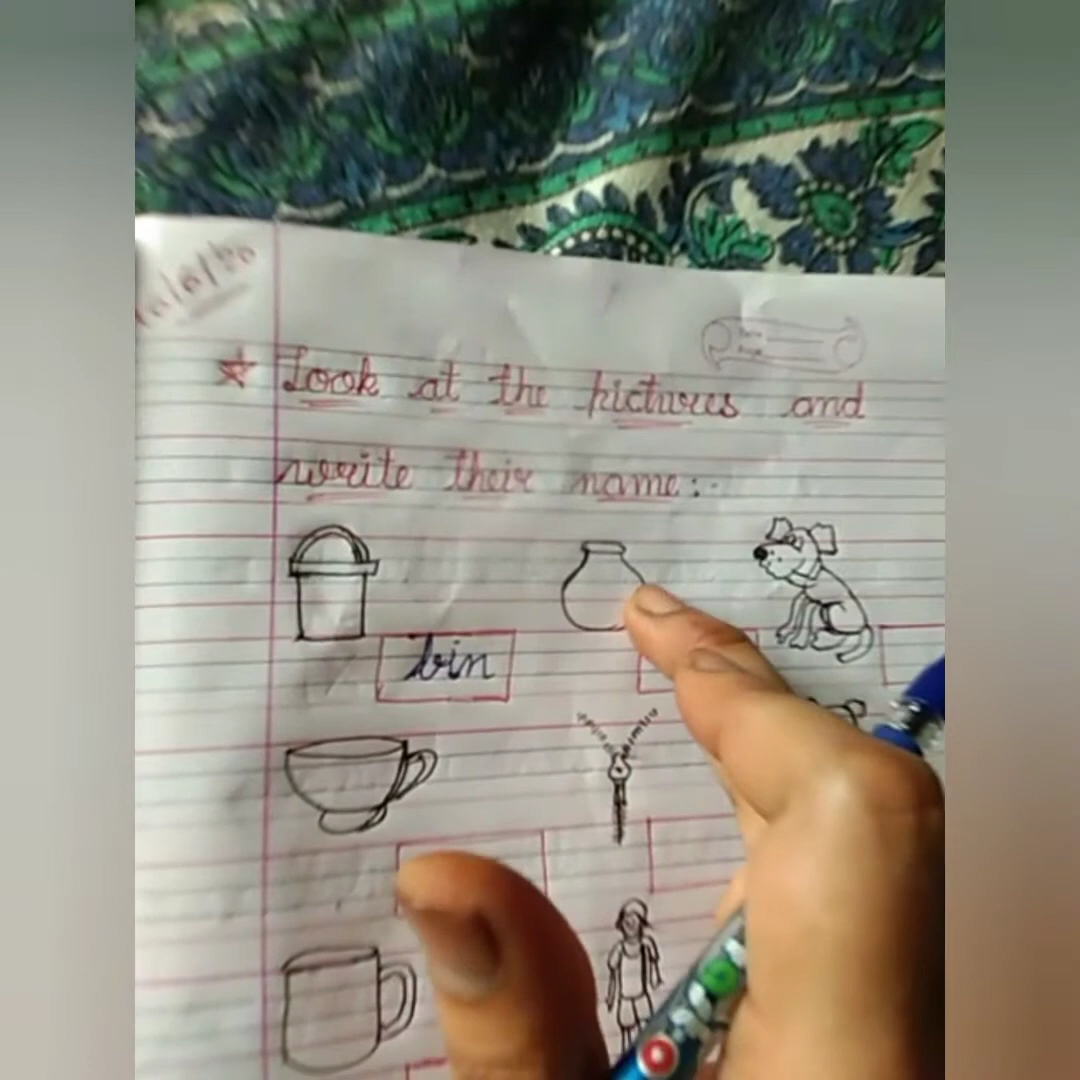 Look at the pictures and
write their name:-
bin